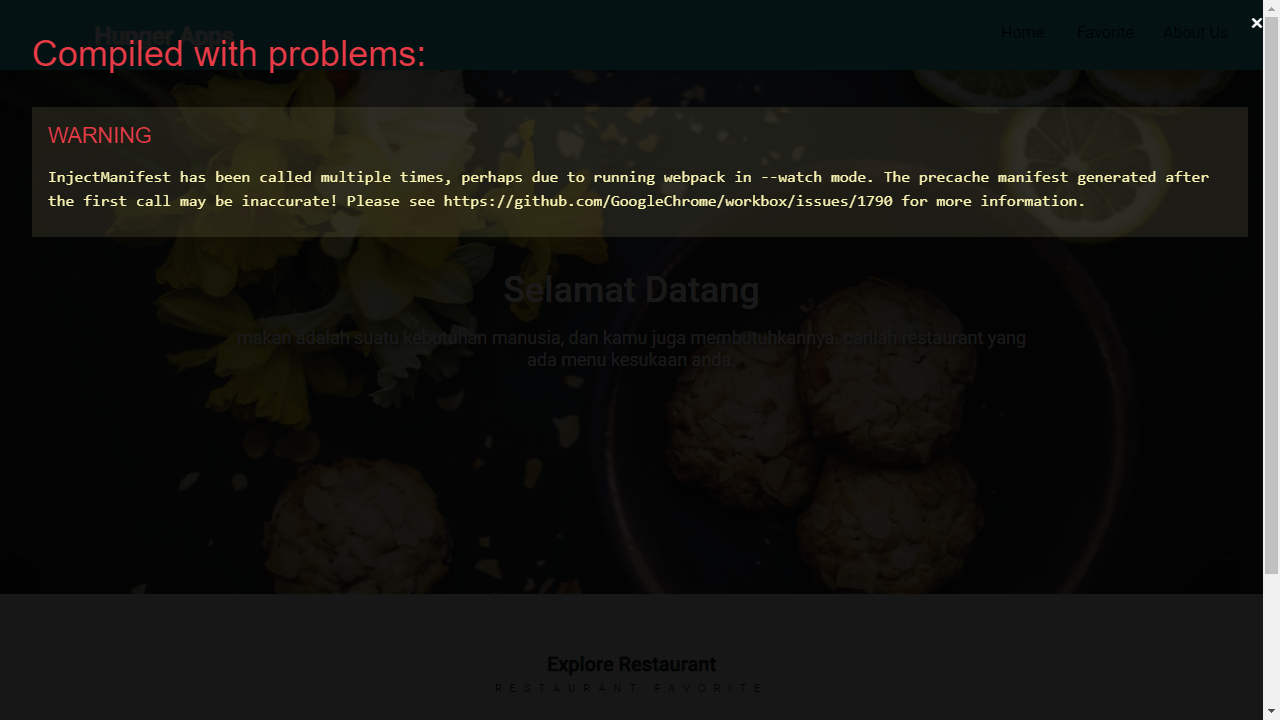 Hunger Apps
Home Favorite About Us
×
Compiled with problems:
WARNING
InjectManifest has been called multiple times, perhaps due to running webpack in --watch mode. The precache manifest generated after
the first call may be inaccurate! Please see https://github.com/GoogleChrome/workbox/issues/1790 for more information.
Selamat Datang
makan adalah suatu kebutuhan manusia, dan kamu juga membutuhkannya. carilah restaurant yang
ada menu kesukaan anda.
Explore Restaurant
RESTAURANT FAVORITE